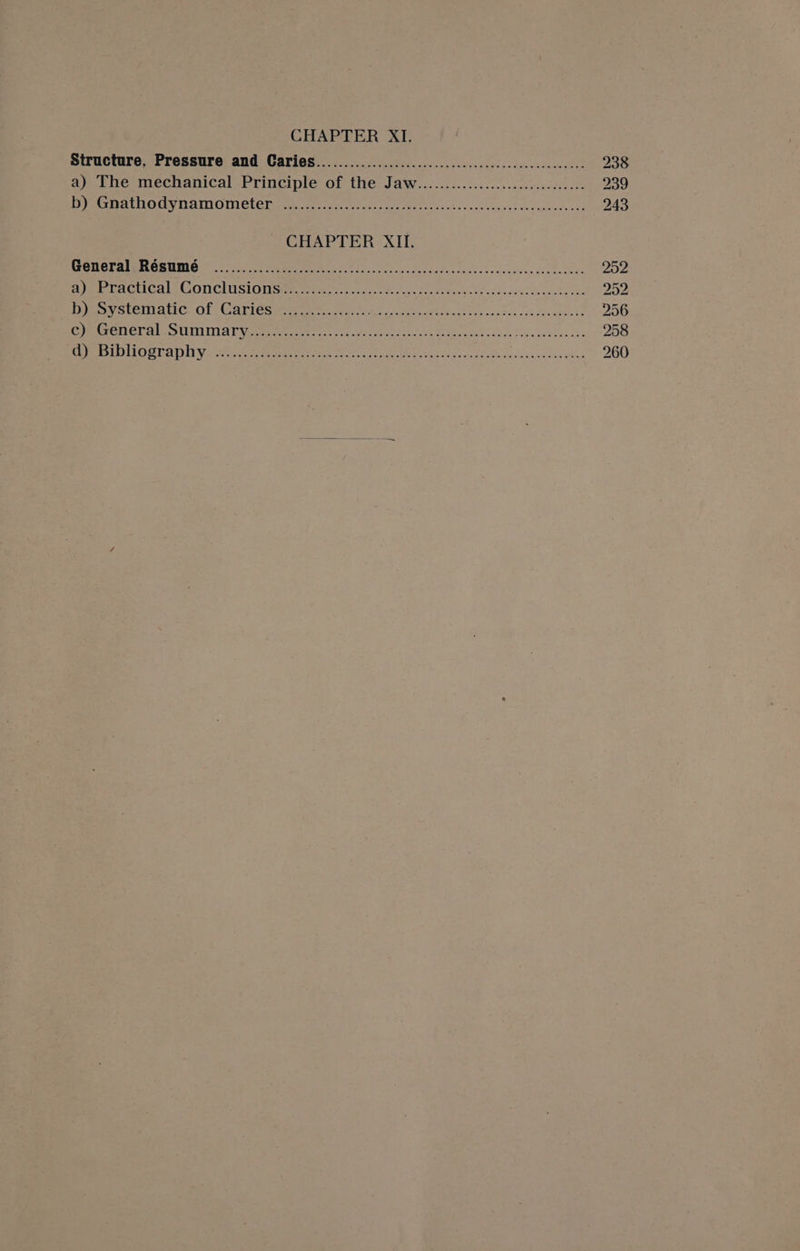 CHAPTER XI.
Structure, Pressure and Caries 238
a) The mechanical Principle of the Jaw 239
b) Gnathodynamometer 243
CHAPTER XII.
General Résumé 252
a) Practical Conclusions 252
b) Systematic of Caries 256
c) General Summary 258
d) Bibliography 260